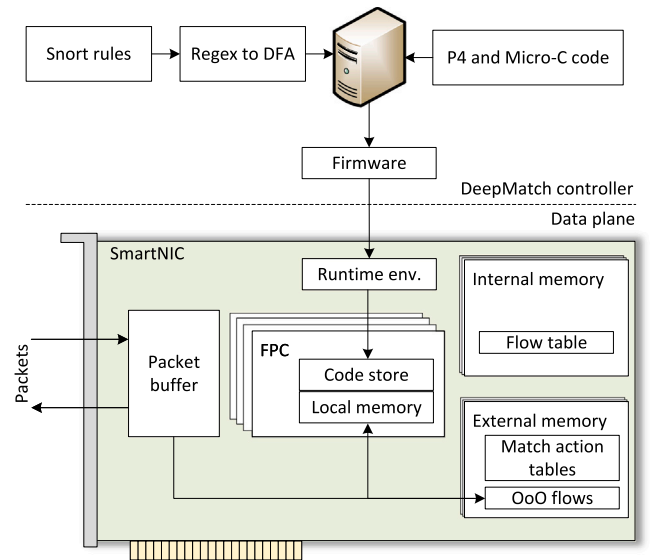 Snort rules
Regex to DFA
P4 and Micro-C code
Firmware
DeepMatch controller
Data plane
SmartNIC
Runtime env.
Internal memory
Flow table
Packets
Packet
buffer
FPC
Code store
Local memory
External memory
Match action
tables
OoO flows